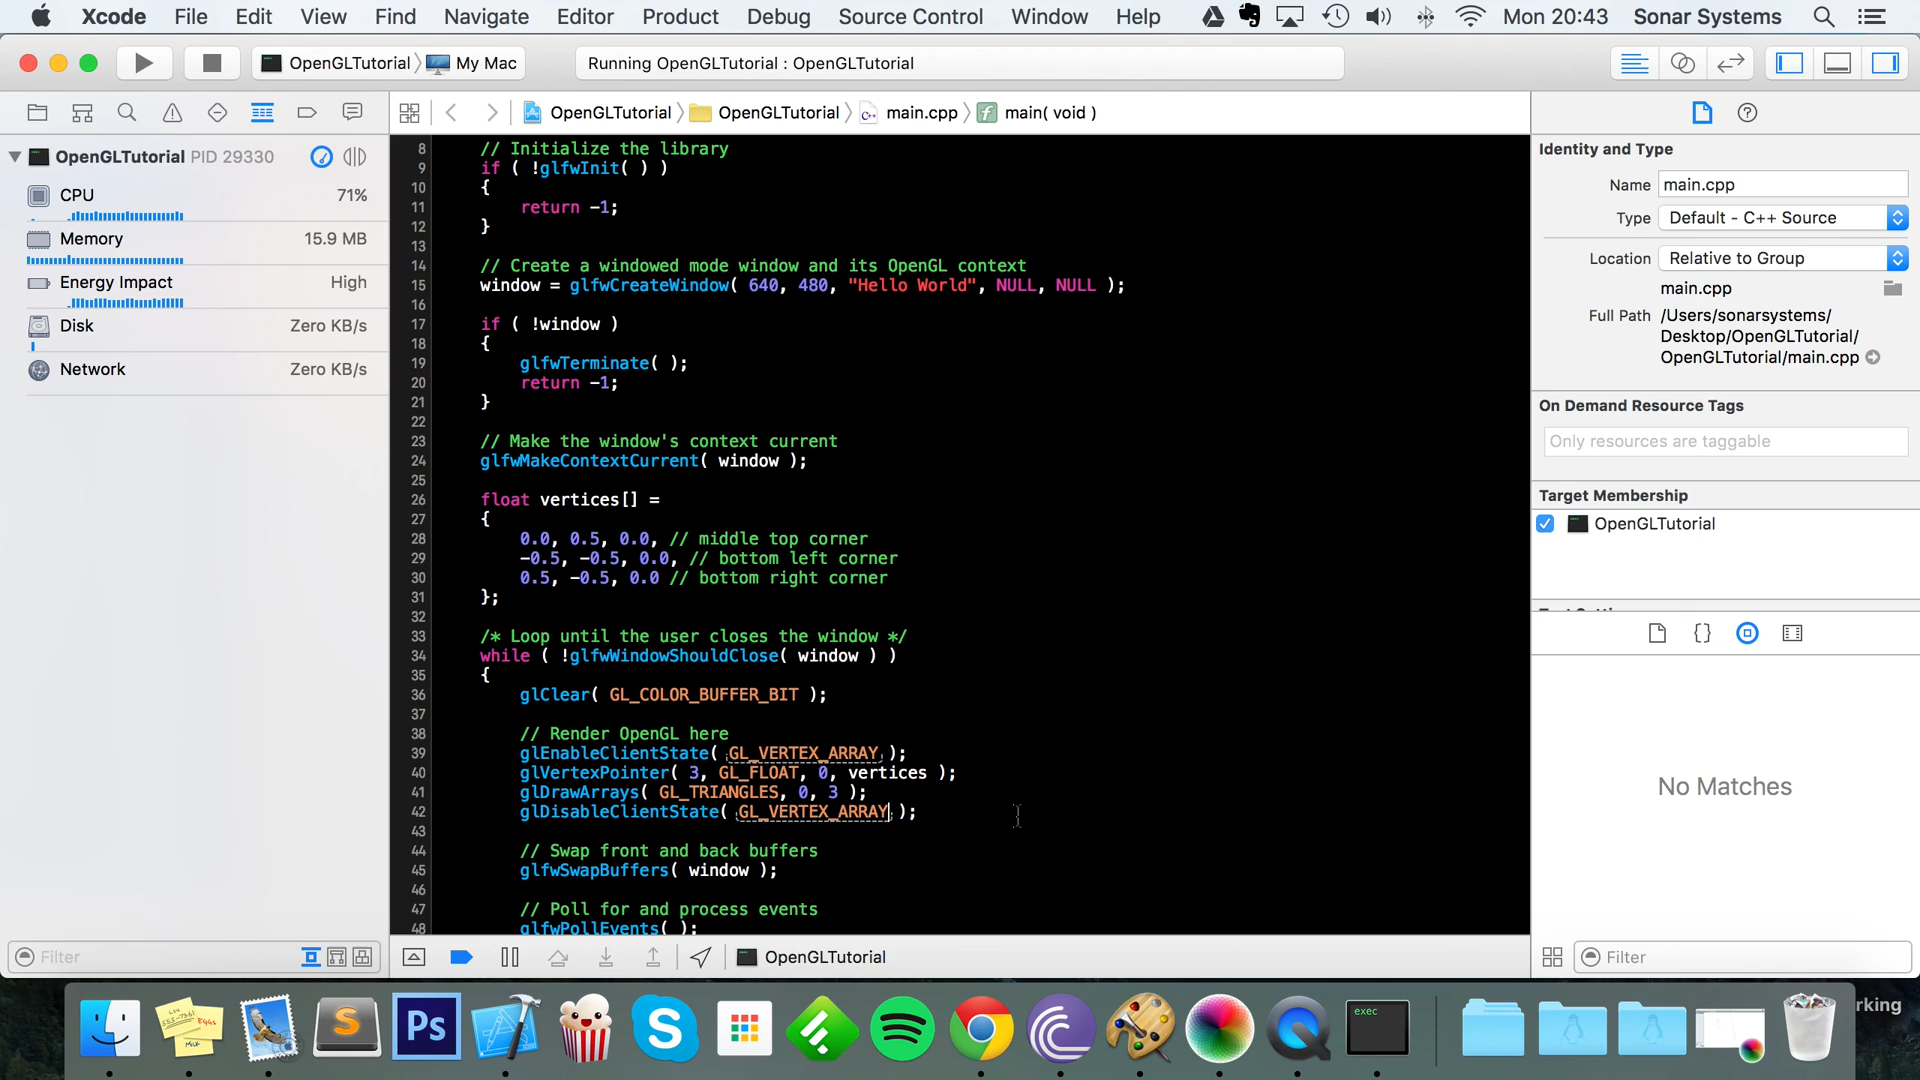 Xcode File Edit View Find Navigate Editor Product Debug Source Control Window Help Mon 20:43 Sonar Systems
OpenGLTutorial My Mac Running OpenGLTutorial : OpenGLTutorial
OpenGLTutorial OpenGLTutorial main.cpp main( void )
OpenGLTutorial PID 29330
CPU 71%
Memory 15.9 MB
Energy Impact High
Disk Zero KB/s
Network Zero KB/s
Filter
8 // Initialize the library
9 if ( !glfwInit( ) )
10 {
11 return -1;
12 }
13
14 // Create a windowed mode window and its OpenGL context
15 window = glfwCreateWindow( 640, 480, "Hello World", NULL, NULL );
16
17 if ( !window )
18 {
19 glfwTerminate( );
20 return -1;
21 }
22
23 // Make the window's context current
24 glfwMakeContextCurrent( window );
25
26 float vertices[] =
27 {
28 0.0, 0.5, 0.0, // middle top corner
29 -0.5, -0.5, 0.0, // bottom left corner
30 0.5, -0.5, 0.0 // bottom right corner
31 };
32
33 /* Loop until the user closes the window */
34 while ( !glfwWindowShouldClose( window ) )
35 {
36 glClear( GL_COLOR_BUFFER_BIT );
37
38 // Render OpenGL here
39 glEnableClientState( GL_VERTEX_ARRAY );
40 glVertexPointer( 3, GL_FLOAT, 0, vertices );
41 glDrawArrays( GL_TRIANGLES, 0, 3 );
42 glDisableClientState( GL_VERTEX_ARRAY );
43
44 // Swap front and back buffers
45 glfwSwapBuffers( window );
46
47 // Poll for and process events
48 glfwPollEvents( );
OpenGLTutorial
Identity and Type
Name main.cpp
Type Default - C++ Source
Location Relative to Group
main.cpp
Full Path /Users/sonarsystems/
Desktop/OpenGLTutorial/
OpenGLTutorial/main.cpp
On Demand Resource Tags
Only resources are taggable
Target Membership
OpenGLTutorial
No Matches
Filter
Ps
exec
rking